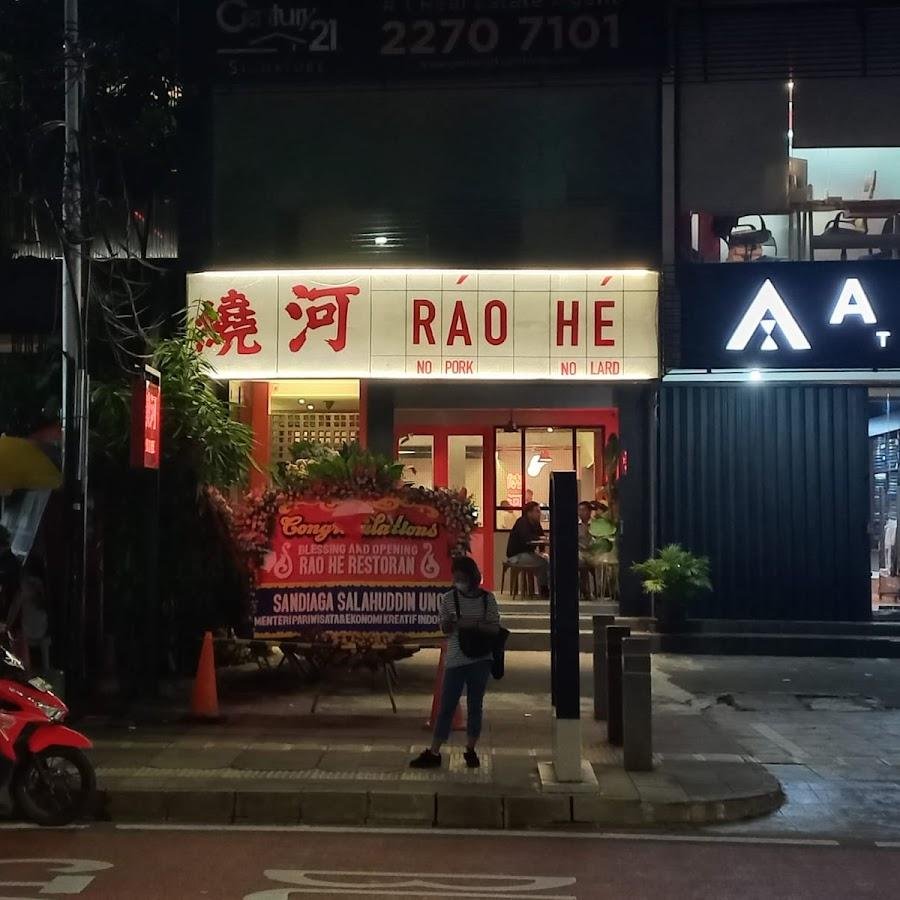 Century 21
SIGNATURE
2270 7101
饒河 RÁO HÉ
NO PORK NO LARD
A
Congratulations
BLESSING AND OPENING
RAO HE RESTORAN
SANDIAGA SALAHUDDIN UNO
MENTERI PARIWISATA & EKONOMI KREATIF INDO